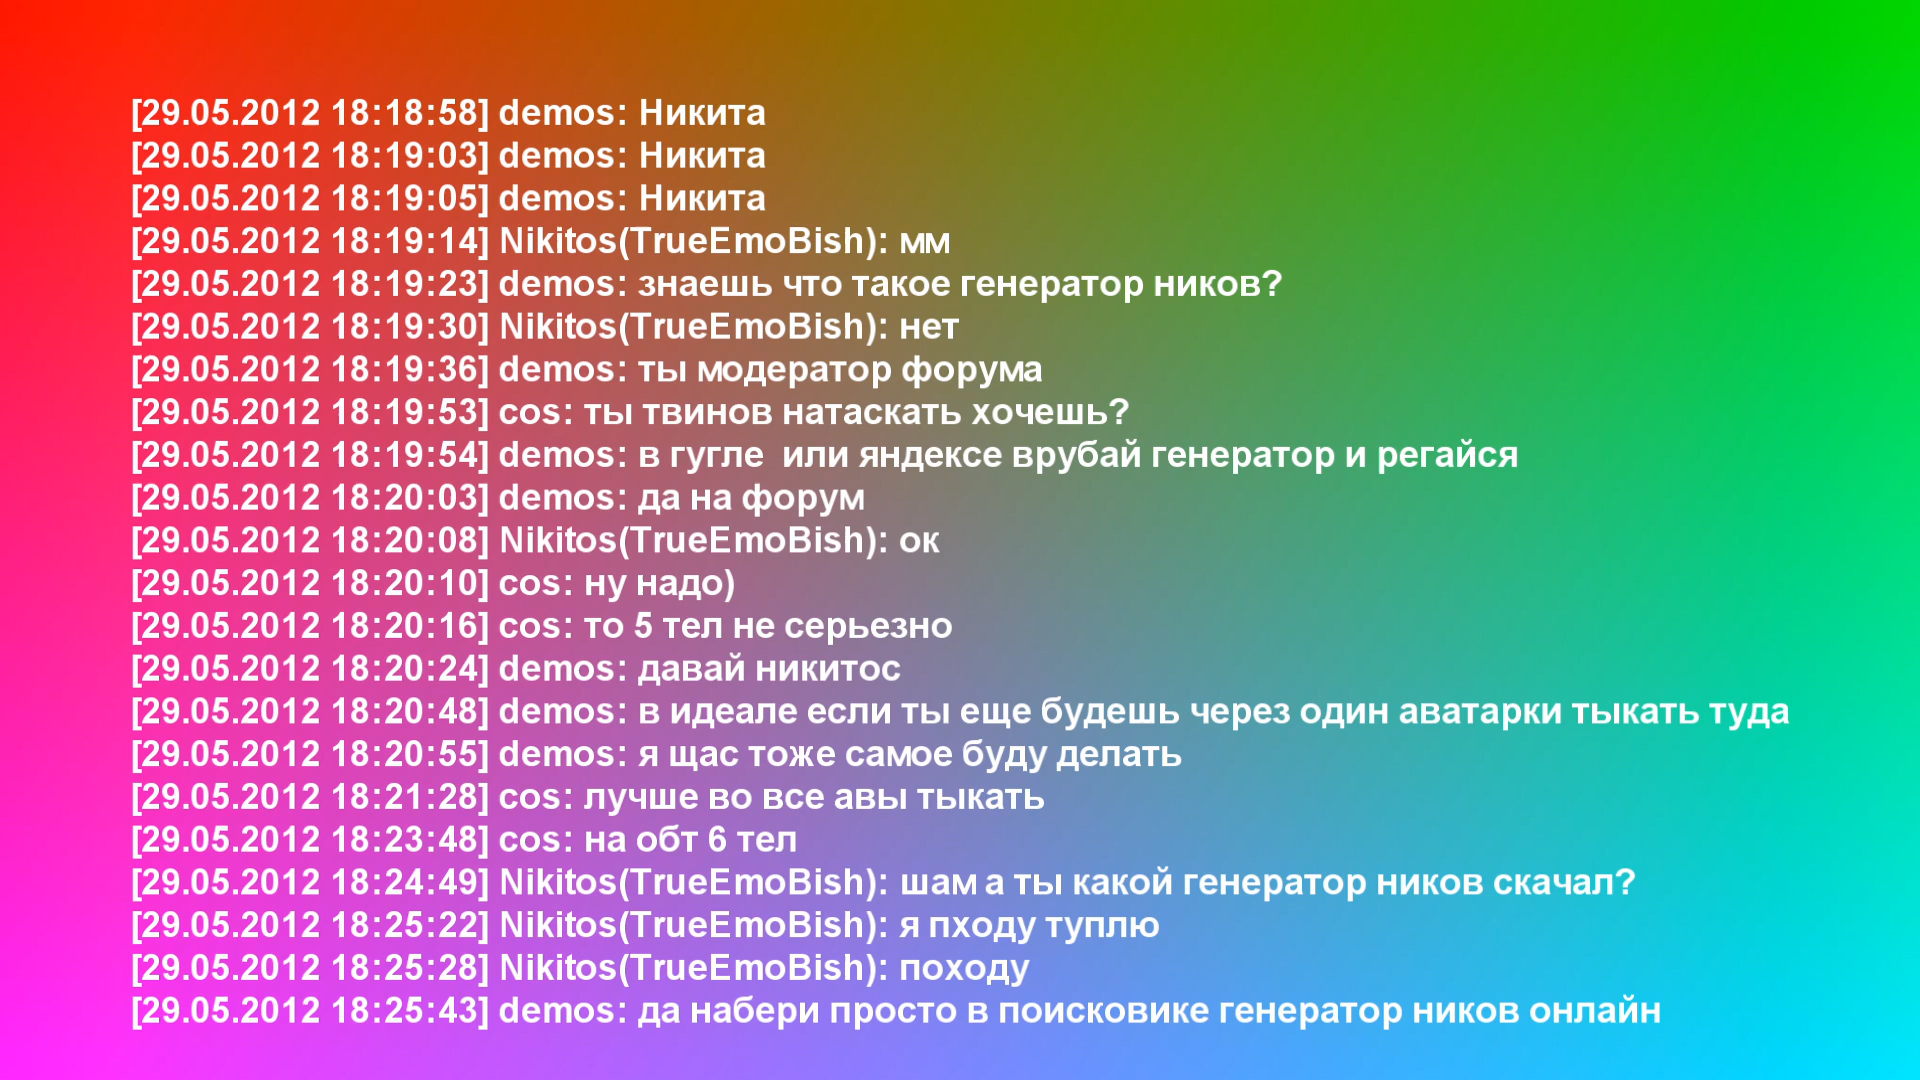 [29.05.2012 18:18:58] demos: Никита
[29.05.2012 18:19:03] demos: Никита
[29.05.2012 18:19:05] demos: Никита
[29.05.2012 18:19:14] Nikitos(TrueEmoBish): мм
[29.05.2012 18:19:23] demos: знаешь что такое генератор ников?
[29.05.2012 18:19:30] Nikitos(TrueEmoBish): нет
[29.05.2012 18:19:36] demos: ты модератор форума
[29.05.2012 18:19:53] cos: ты твинов натаскать хочешь?
[29.05.2012 18:19:54] demos: в гугле  или яндексе врубай генератор и регайся
[29.05.2012 18:20:03] demos: да на форум
[29.05.2012 18:20:08] Nikitos(TrueEmoBish): ок
[29.05.2012 18:20:10] cos: ну надо)
[29.05.2012 18:20:16] cos: то 5 тел не серьезно
[29.05.2012 18:20:24] demos: давай никитос
[29.05.2012 18:20:48] demos: в идеале если ты еще будешь через один аватарки тыкать туда
[29.05.2012 18:20:55] demos: я щас тоже самое буду делать
[29.05.2012 18:21:28] cos: лучше во все авы тыкать
[29.05.2012 18:23:48] cos: на обт 6 тел
[29.05.2012 18:24:49] Nikitos(TrueEmoBish): шам а ты какой генератор ников скачал?
[29.05.2012 18:25:22] Nikitos(TrueEmoBish): я пходу туплю
[29.05.2012 18:25:28] Nikitos(TrueEmoBish): походу
[29.05.2012 18:25:43] demos: да набери просто в поисковике генератор ников онлайн